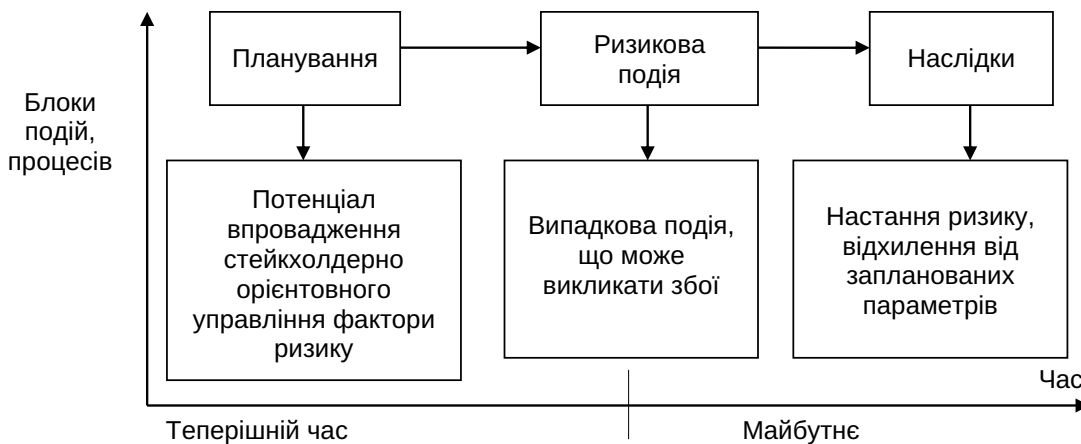 Планування
Ризикова
подія
Наслідки
Блоки
подій,
процесів
Потенціал
впровадження
стейкхолдерно
орієнтовного
управління фактори
ризику
Випадкова подія,
що може
викликати збої
Настання ризику,
відхилення від
запланованих
параметрів
Час
Теперішній час
Майбутнє